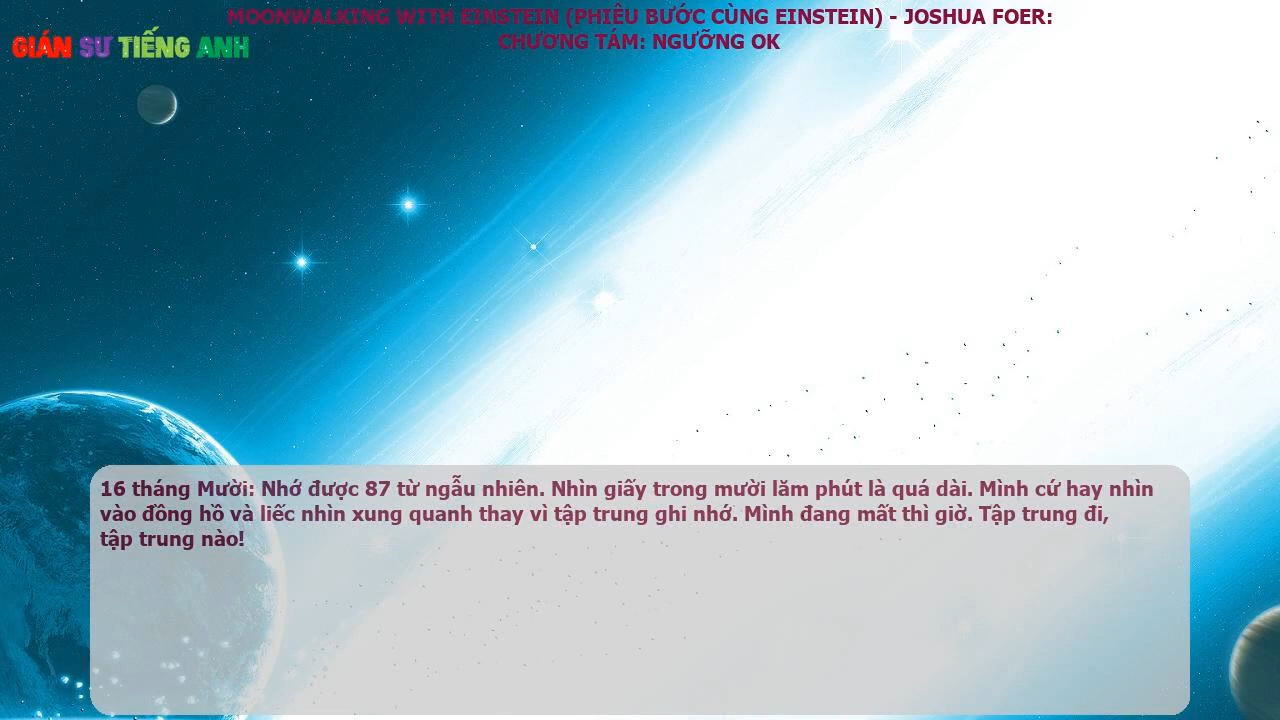 MOONWALKING WITH EINSTEIN (PHIÊU BƯỚC CÙNG EINSTEIN) - JOSHUA FOER:
CHƯƠNG TÁM: NGƯỠNG OK
GIÁN SƯ TIẾNG ANH
16 tháng Mười: Nhớ được 87 từ ngẫu nhiên. Nhìn giấy trong mười lăm phút là quá dài. Mình cứ hay nhìn
vào đồng hồ và liếc nhìn xung quanh thay vì tập trung ghi nhớ. Mình đang mất thì giờ. Tập trung đi,
tập trung nào!